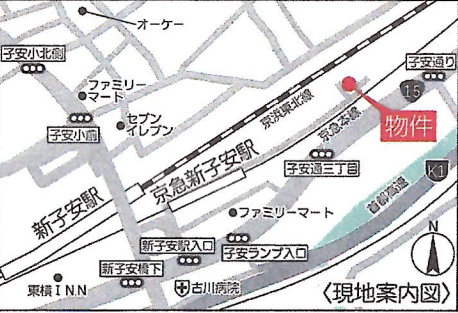 オーケー
子安小北側
ファミリー
マート
子安小前
セブン
イレブン
京浜東北線
京急本線
子安通り
15
物件
子安通三丁目
K1
首都高速
新子安駅
京急新子安駅
ファミリーマート
新子安駅入口
子安ランプ入口
新子安橋下
東横INN
古川病院
N
〈現地案内図〉